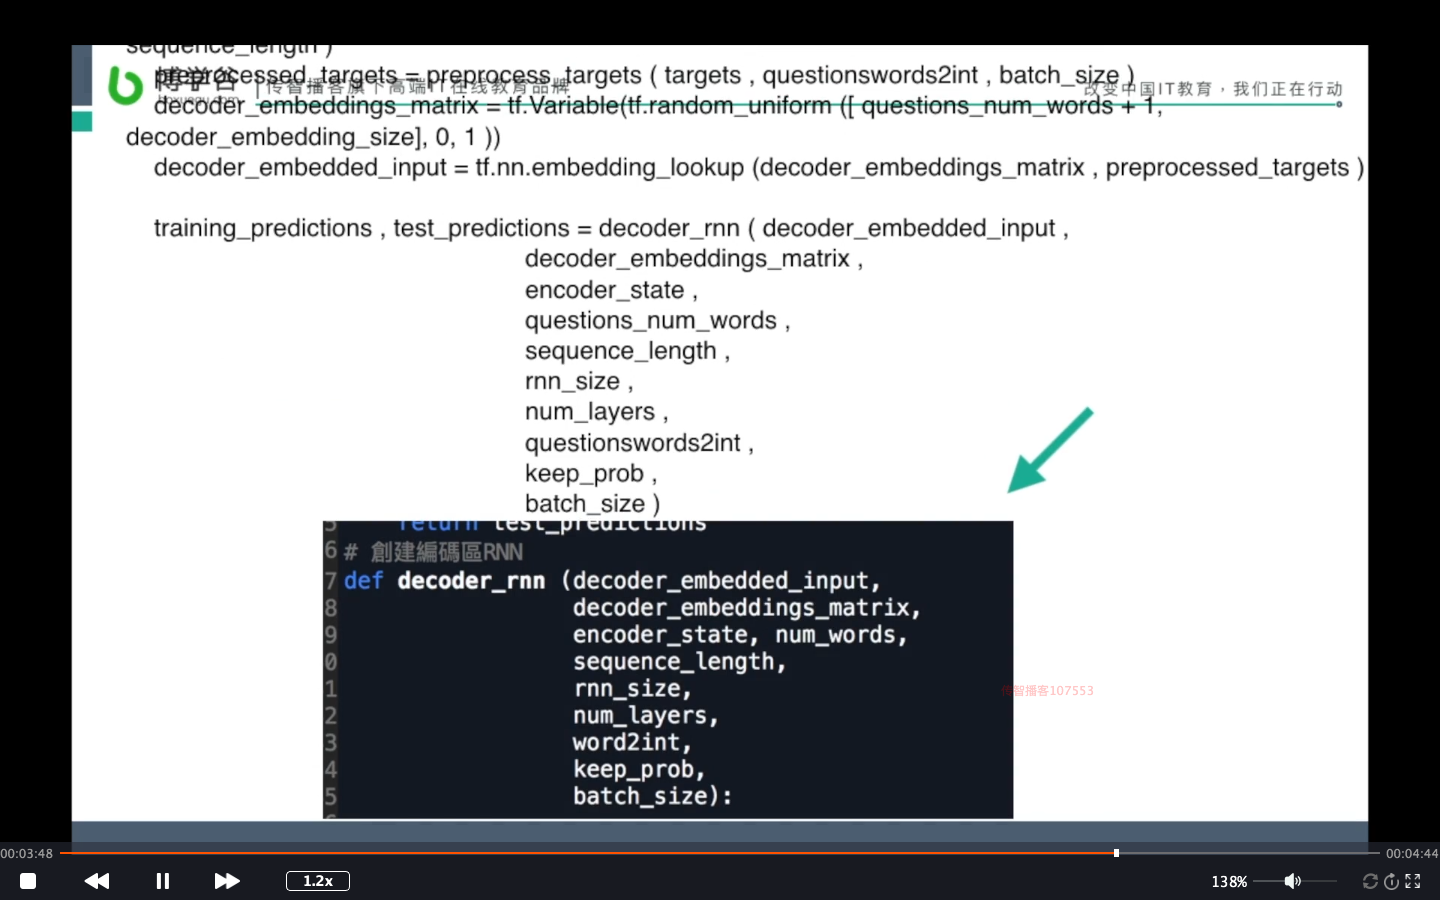 sequence_length )
preprocessed_targets = preprocess_targets ( targets , questionswords2int , batch_size )
博学谷 传智播客旗下高端IT在线教育品牌 改变中国IT教育，我们正在行动
boxuegu.com
decoder_embeddings_matrix = tf.Variable(tf.random_uniform ([ questions_num_words + 1,
decoder_embedding_size], 0, 1 ))
decoder_embedded_input = tf.nn.embedding_lookup (decoder_embeddings_matrix , preprocessed_targets )
training_predictions , test_predictions = decoder_rnn ( decoder_embedded_input ,
decoder_embeddings_matrix ,
encoder_state ,
questions_num_words ,
sequence_length ,
rnn_size ,
num_layers ,
questionswords2int ,
keep_prob ,
batch_size )
5 return test_predictions
6 # 創建編碼區RNN
7 def decoder_rnn (decoder_embedded_input,
8 decoder_embeddings_matrix,
9 encoder_state, num_words,
0 sequence_length,
1 rnn_size,
2 num_layers,
3 word2int,
4 keep_prob,
5 batch_size):
传智播客107553
00:03:48 00:04:44
1.2x 138%